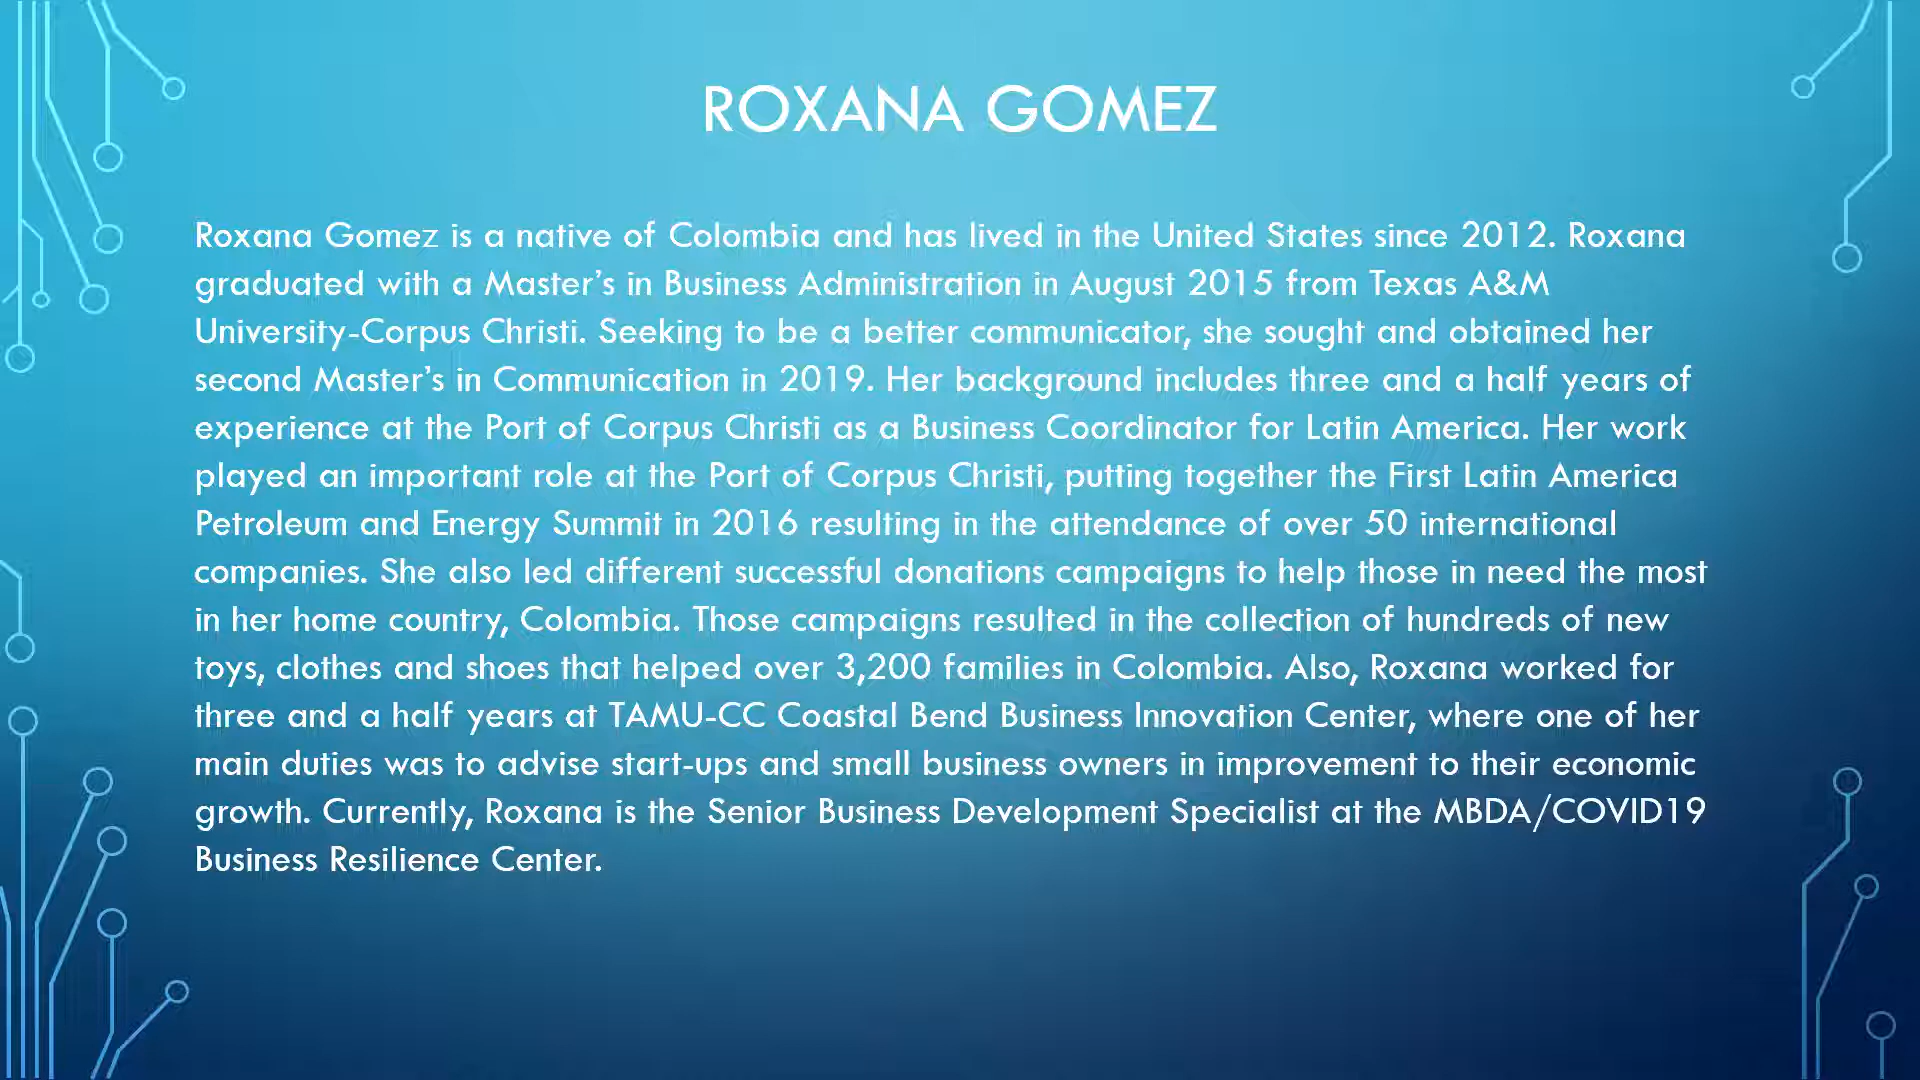 ROXANA GOMEZ
Roxana Gomez is a native of Colombia and has lived in the United States since 2012. Roxana
graduated with a Master’s in Business Administration in August 2015 from Texas A&M
University-Corpus Christi. Seeking to be a better communicator, she sought and obtained her
second Master’s in Communication in 2019. Her background includes three and a half years of
experience at the Port of Corpus Christi as a Business Coordinator for Latin America. Her work
played an important role at the Port of Corpus Christi, putting together the First Latin America
Petroleum and Energy Summit in 2016 resulting in the attendance of over 50 international
companies. She also led different successful donations campaigns to help those in need the most
in her home country, Colombia. Those campaigns resulted in the collection of hundreds of new
toys, clothes and shoes that helped over 3,200 families in Colombia. Also, Roxana worked for
three and a half years at TAMU-CC Coastal Bend Business Innovation Center, where one of her
main duties was to advise start-ups and small business owners in improvement to their economic
growth. Currently, Roxana is the Senior Business Development Specialist at the MBDA/COVID19
Business Resilience Center.